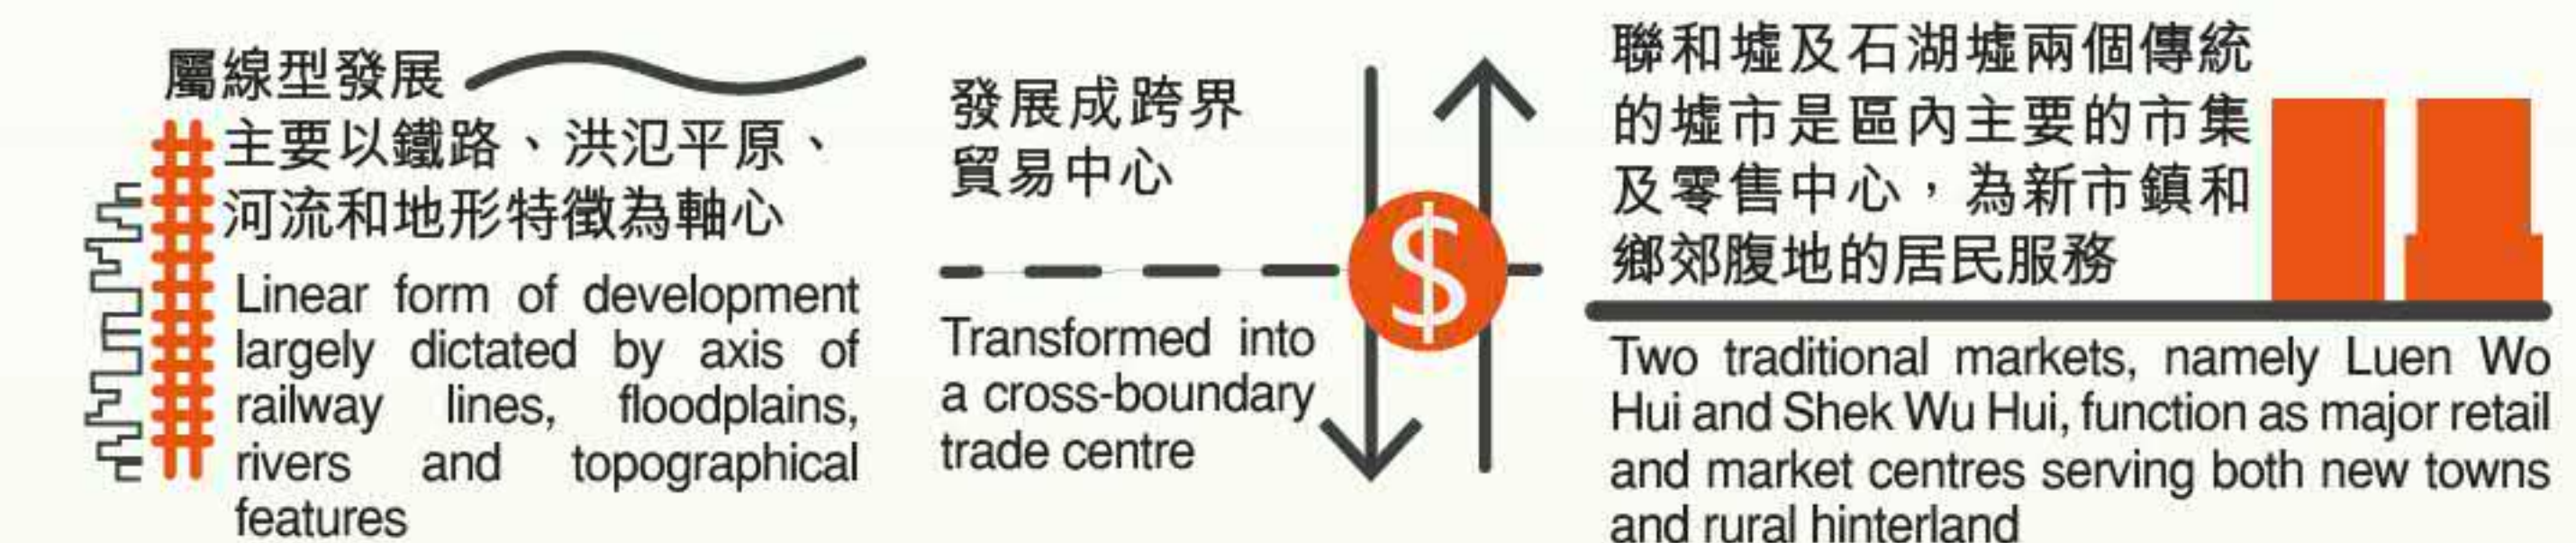 屬線型發展
主要以鐵路、洪氾平原、
河流和地形特徵為軸心
Linear form of development
largely dictated by axis of
railway lines, floodplains,
rivers and topographical
features
發展成跨界
貿易中心
$
Transformed into
a cross-boundary
trade centre
聯和墟及石湖墟兩個傳統
的墟市是區內主要的市集
及零售中心，為新市鎮和
鄉郊腹地的居民服務
Two traditional markets, namely Luen Wo
Hui and Shek Wu Hui, function as major retail
and market centres serving both new towns
and rural hinterland